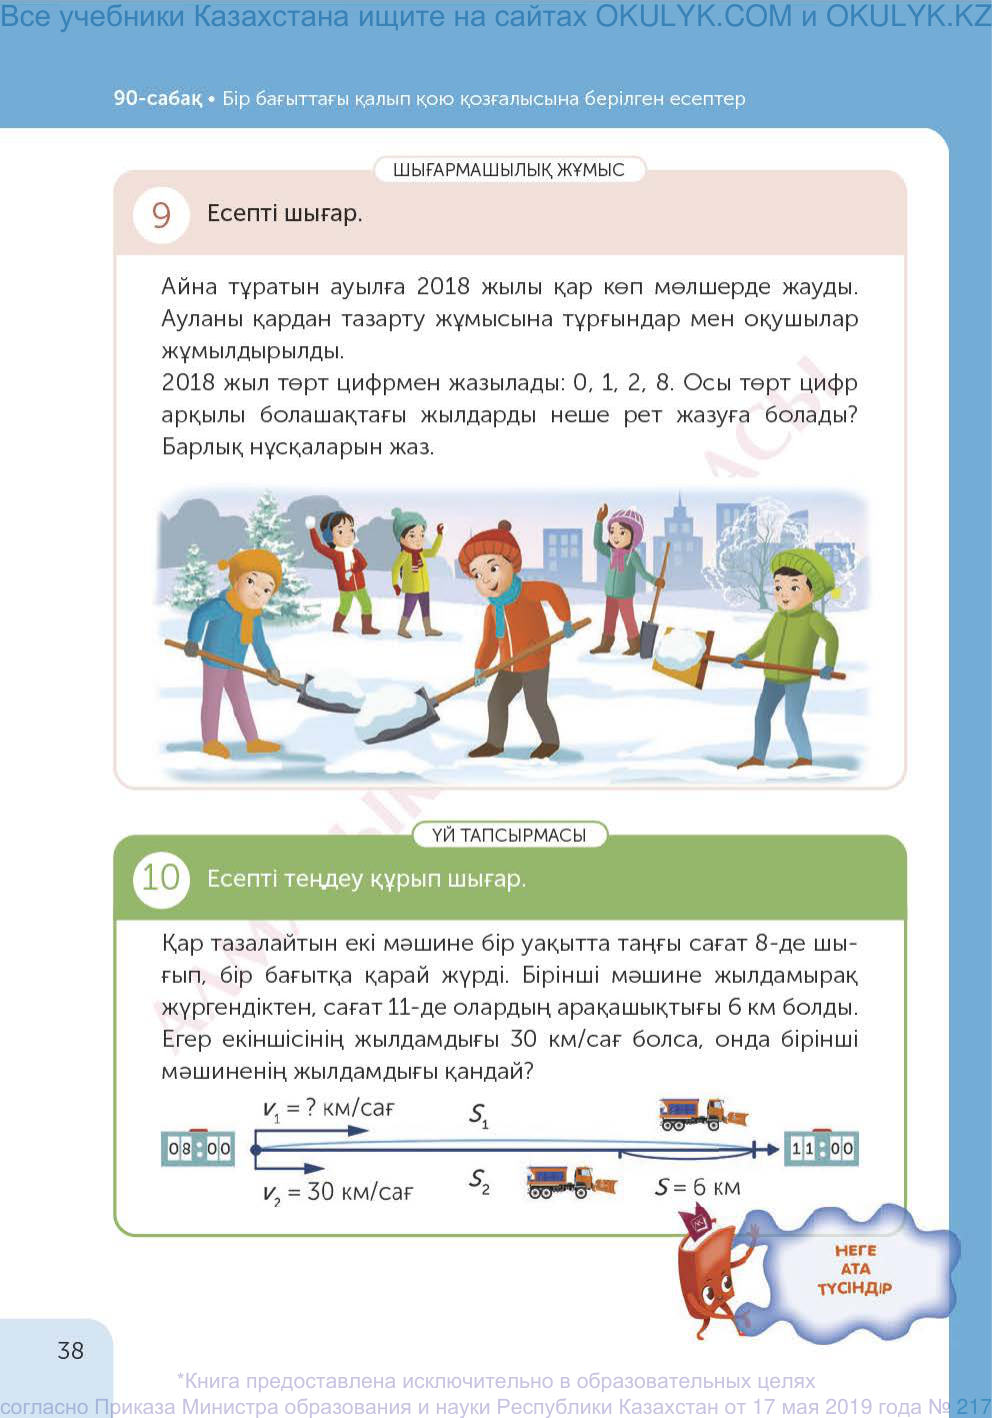 Все учебники Казахстана ищите на сайтах OKULYK.COM и OKULYK.KZ
90-сабақ • Бір бағыттағы қалып қою қозғалысына берілген есептер
ШЫҒАРМАШЫЛЫҚ ЖҰМЫС
9 Есепті шығар.
Айна тұратын ауылға 2018 жылы қар көп мөлшерде жауды.
Ауланы қардан тазарту жұмысына тұрғындар мен оқушылар
жұмылдырылды.
2018 жыл төрт цифрмен жазылады: 0, 1, 2, 8. Осы төрт цифр
арқылы болашақтағы жылдарды неше рет жазуға болады?
Барлық нұсқаларын жаз.
ҮЙ ТАПСЫРМАСЫ
10 Есепті теңдеу құрып шығар.
Қар тазалайтын екі мәшине бір уақытта таңғы сағат 8-де шы-
ғып, бір бағытқа қарай жүрді. Бірінші мәшине жылдамырақ
жүргендіктен, сағат 11-де олардың арақашықтығы 6 км болды.
Егер екіншісінің жылдамдығы 30 км/сағ болса, онда бірінші
мәшиненің жылдамдығы қандай?
v₁ = ? км/сағ S₁
08:00 11:00
v₂ = 30 км/сағ S₂ S = 6 км
НЕГЕ
АТА
ТҮСІНДІР
38
*Книга предоставлена исключительно в образовательных целях
согласно Приказа Министра образования и науки Республики Казахстан от 17 мая 2019 года № 217